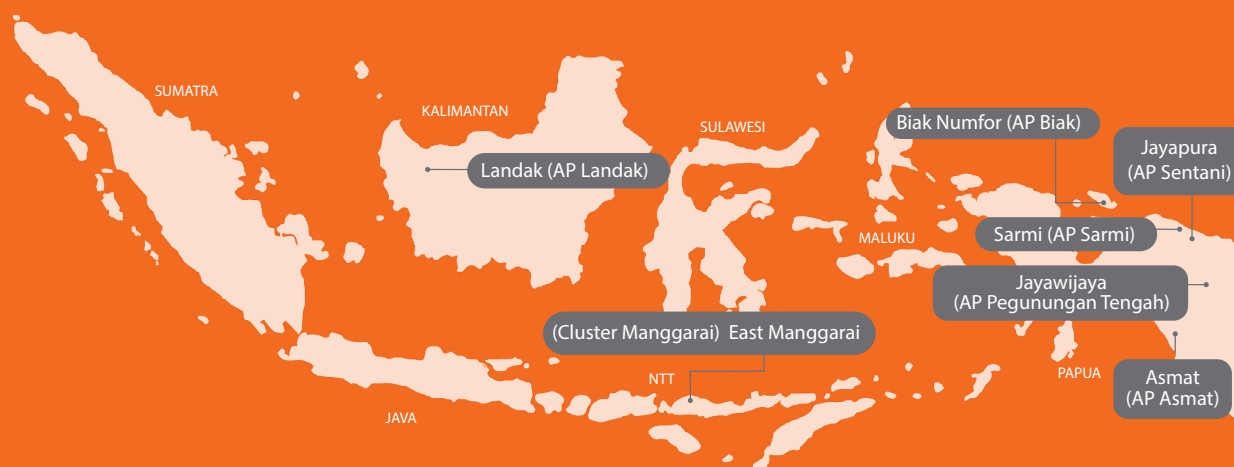 SUMATRA
KALIMANTAN
SULAWESI
Biak Numfor (AP Biak)
Jayapura
(AP Sentani)
Landak (AP Landak)
Sarmi (AP Sarmi)
MALUKU
Jayawijaya
(AP Pegunungan Tengah)
(Cluster Manggarai) East Manggarai
NTT
PAPUA
Asmat
(AP Asmat)
JAVA